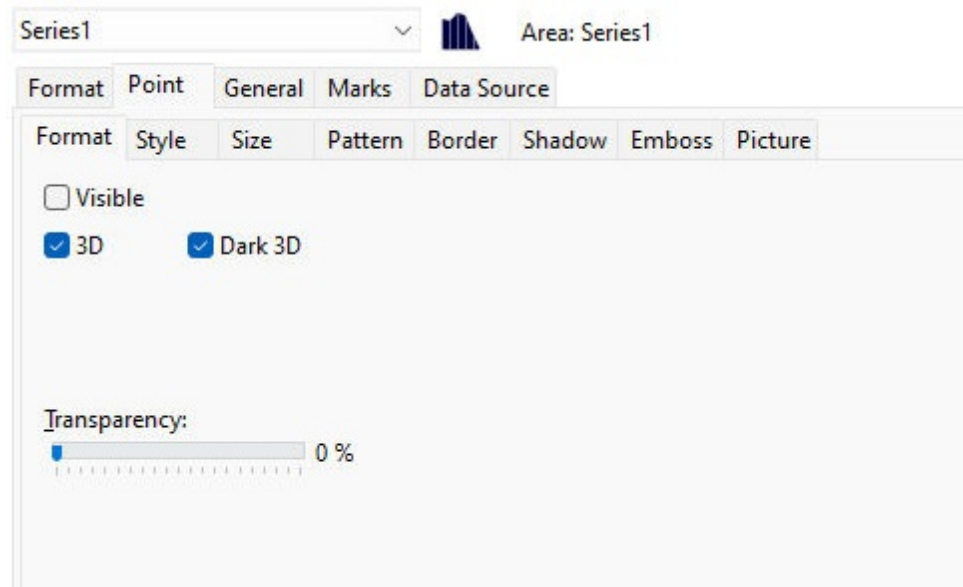 Series1 Area: Series1
Format Point General Marks Data Source
Format Style Size Pattern Border Shadow Emboss Picture
Visible
3D Dark 3D
Transparency:
0 %